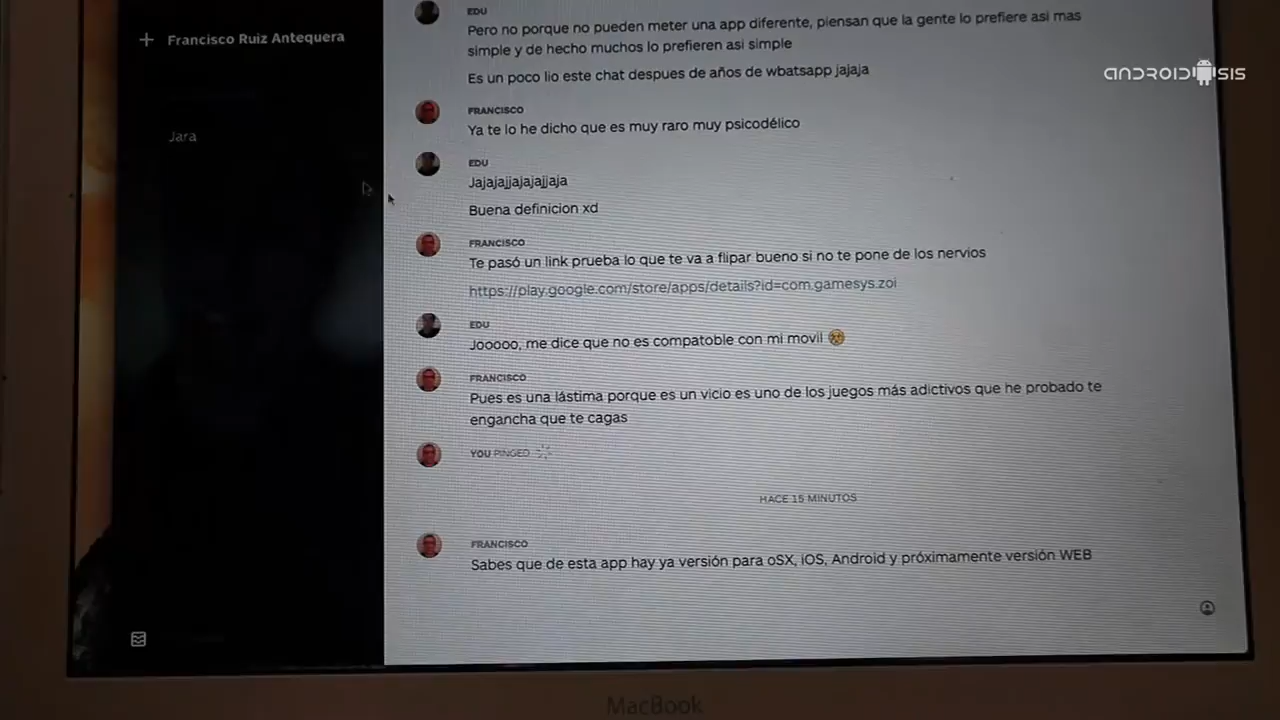 Francisco Ruiz Antequera
Jara
EDU
Pero no porque no pueden meter una app diferente, piensan que la gente lo prefiere asi mas
simple y de hecho muchos lo prefieren asi simple
Es un poco lio este chat despues de años de wbatsapp jajaja
ANDROIDSIS
FRANCISCO
Ya te lo he dicho que es muy raro muy psicodélico
EDU
Jajajajjajajajjaja
Buena definicion xd
FRANCISCO
Te pasó un link prueba lo que te va a flipar bueno si no te pone de los nervios
https://play.google.com/store/apps/details?id=com.gamesys.zoi
EDU
Jooooo, me dice que no es compatoble con mi movil
FRANCISCO
Pues es una lástima porque es un vicio es uno de los juegos más adictivos que he probado te
engancha que te cagas
YOU PINGED
HACE 15 MINUTOS
FRANCISCO
Sabes que de esta app hay ya versión para oSX, iOS, Android y próximamente versión WEB
MacBook